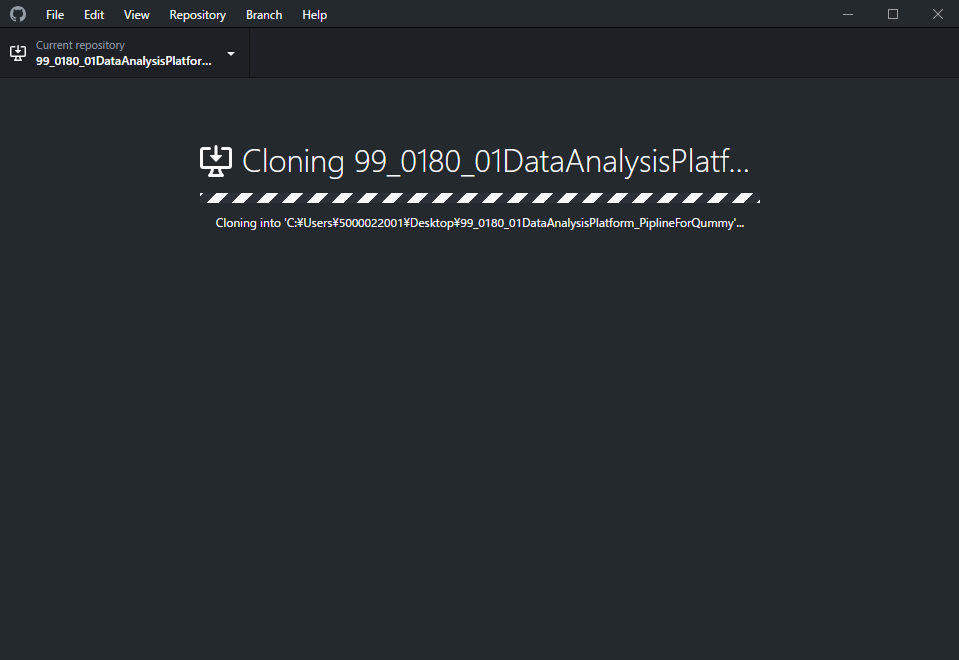 File Edit View Repository Branch Help
Current repository
99_0180_01DataAnalysisPlatfor...
Cloning 99_0180_01DataAnalysisPlatf...
Cloning into 'C:¥Users¥5000022001¥Desktop¥99_0180_01DataAnalysisPlatform_PiplineForQummy'...